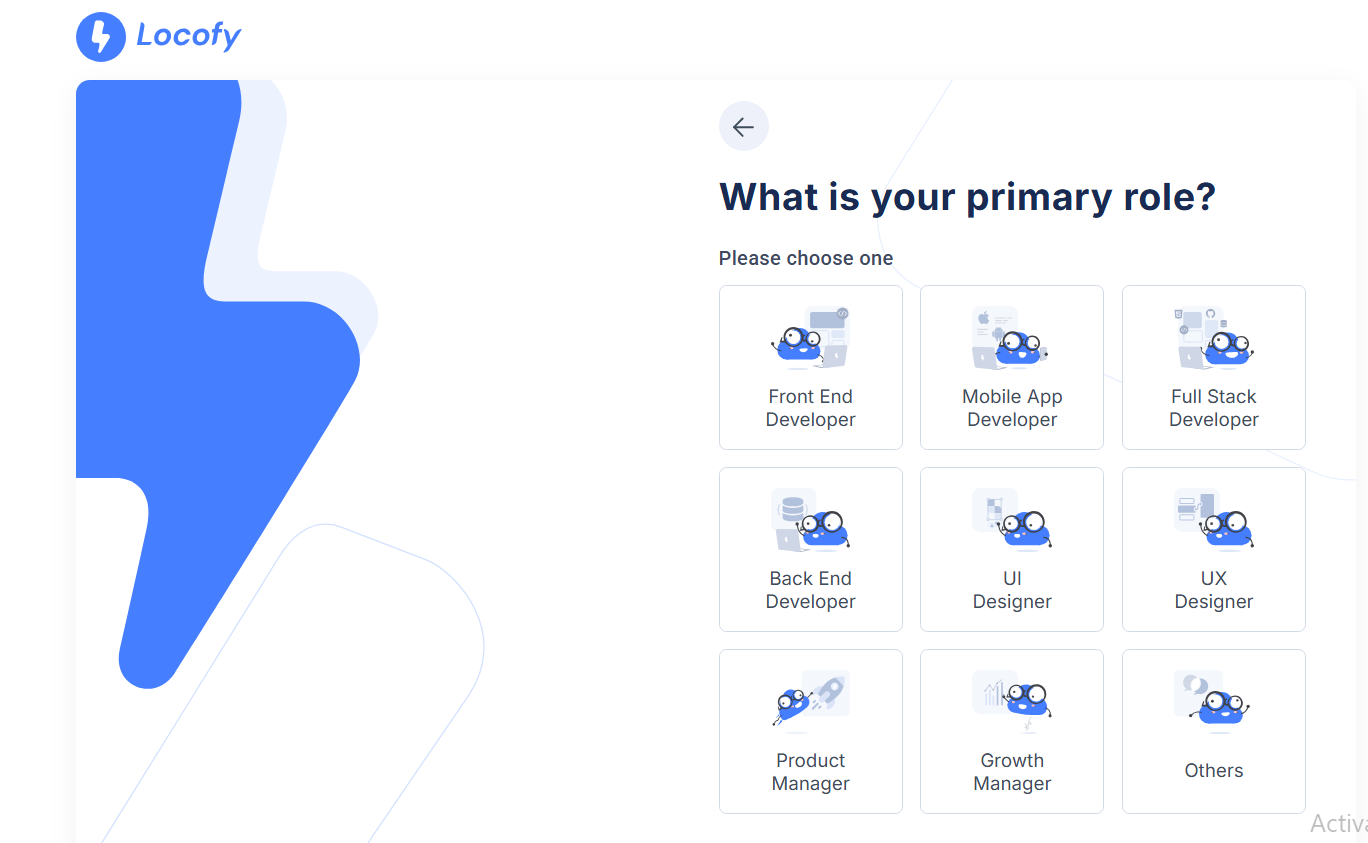 Locofy
What is your primary role?
Please choose one
Front End
Developer
Mobile App
Developer
Full Stack
Developer
Back End
Developer
UI
Designer
UX
Designer
Product
Manager
Growth
Manager
Others